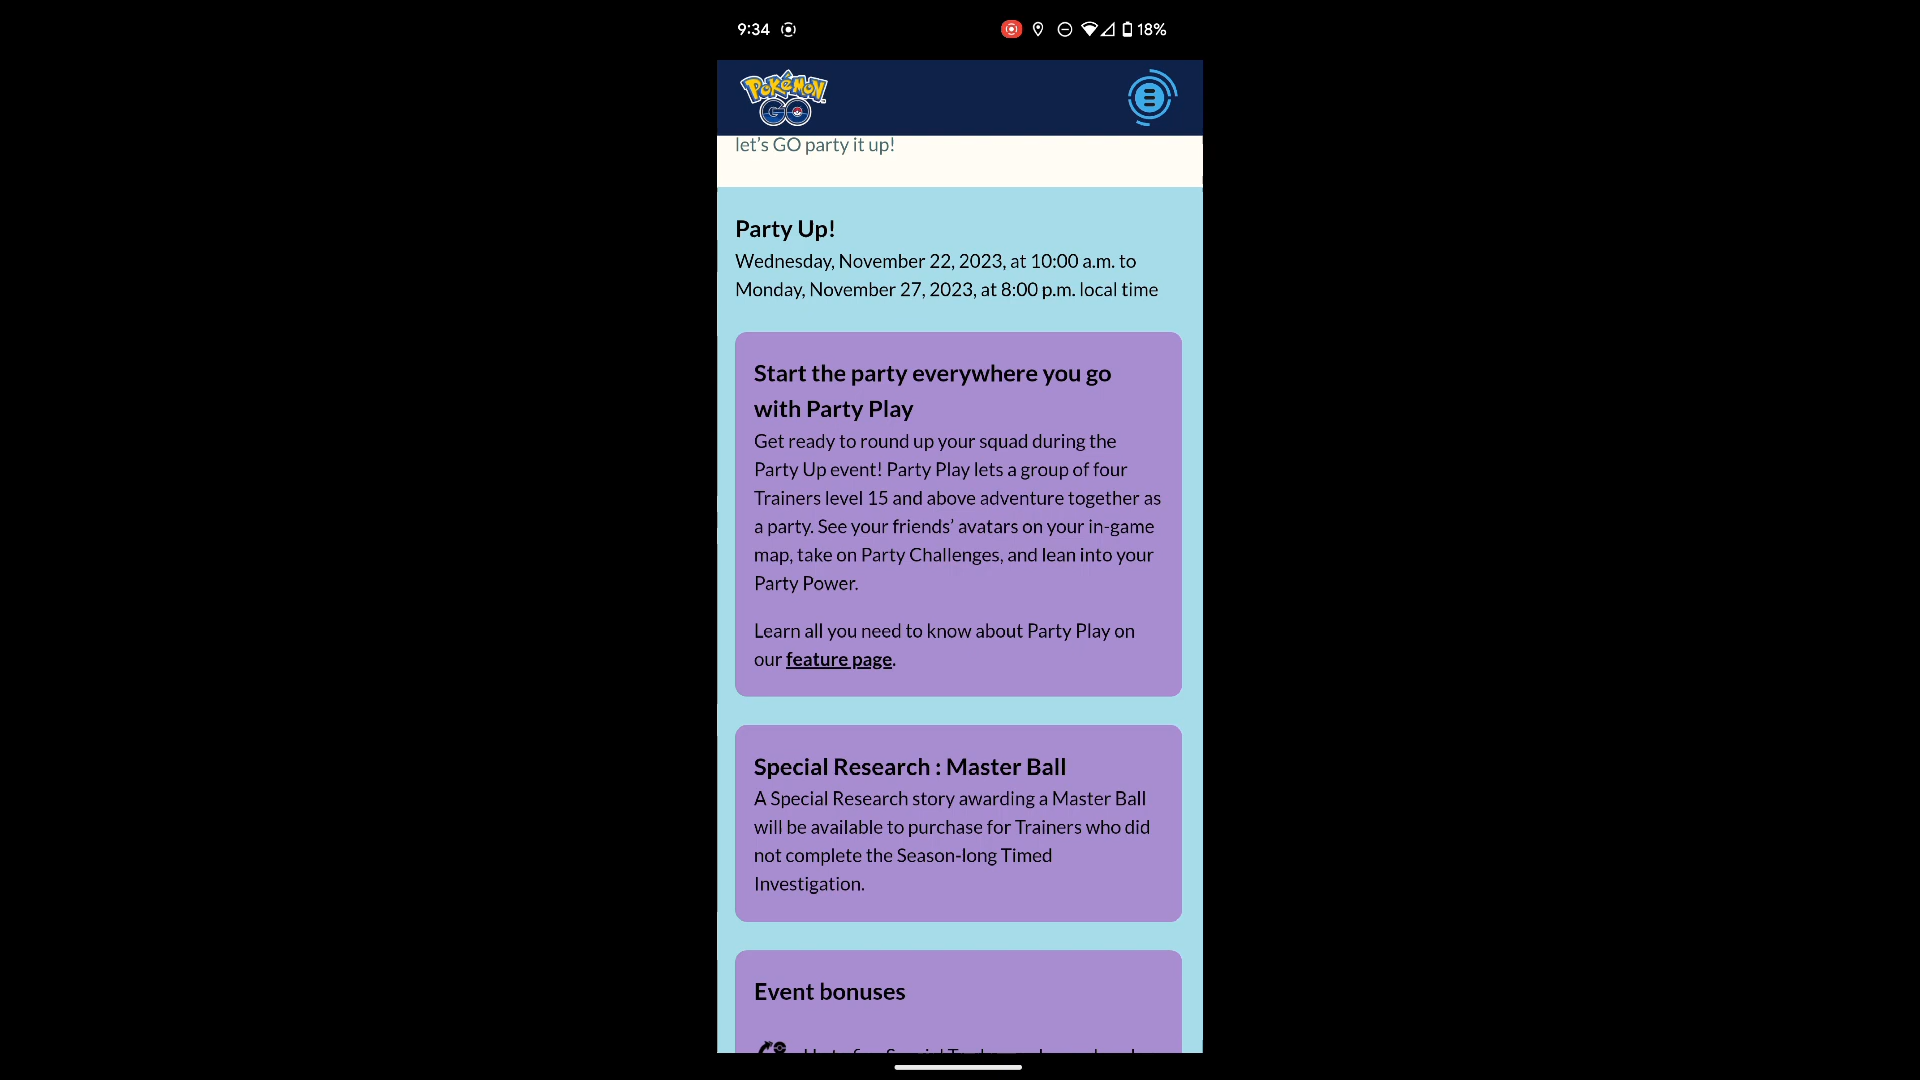 9:34
18%
POKÉMON
GO
let's GO party it up!
Party Up!
Wednesday, November 22, 2023, at 10:00 a.m. to
Monday, November 27, 2023, at 8:00 p.m. local time
Start the party everywhere you go
with Party Play
Get ready to round up your squad during the
Party Up event! Party Play lets a group of four
Trainers level 15 and above adventure together as
a party. See your friends’ avatars on your in-game
map, take on Party Challenges, and lean into your
Party Power.
Learn all you need to know about Party Play on
our feature page.
Special Research : Master Ball
A Special Research story awarding a Master Ball
will be available to purchase for Trainers who did
not complete the Season-long Timed
Investigation.
Event bonuses